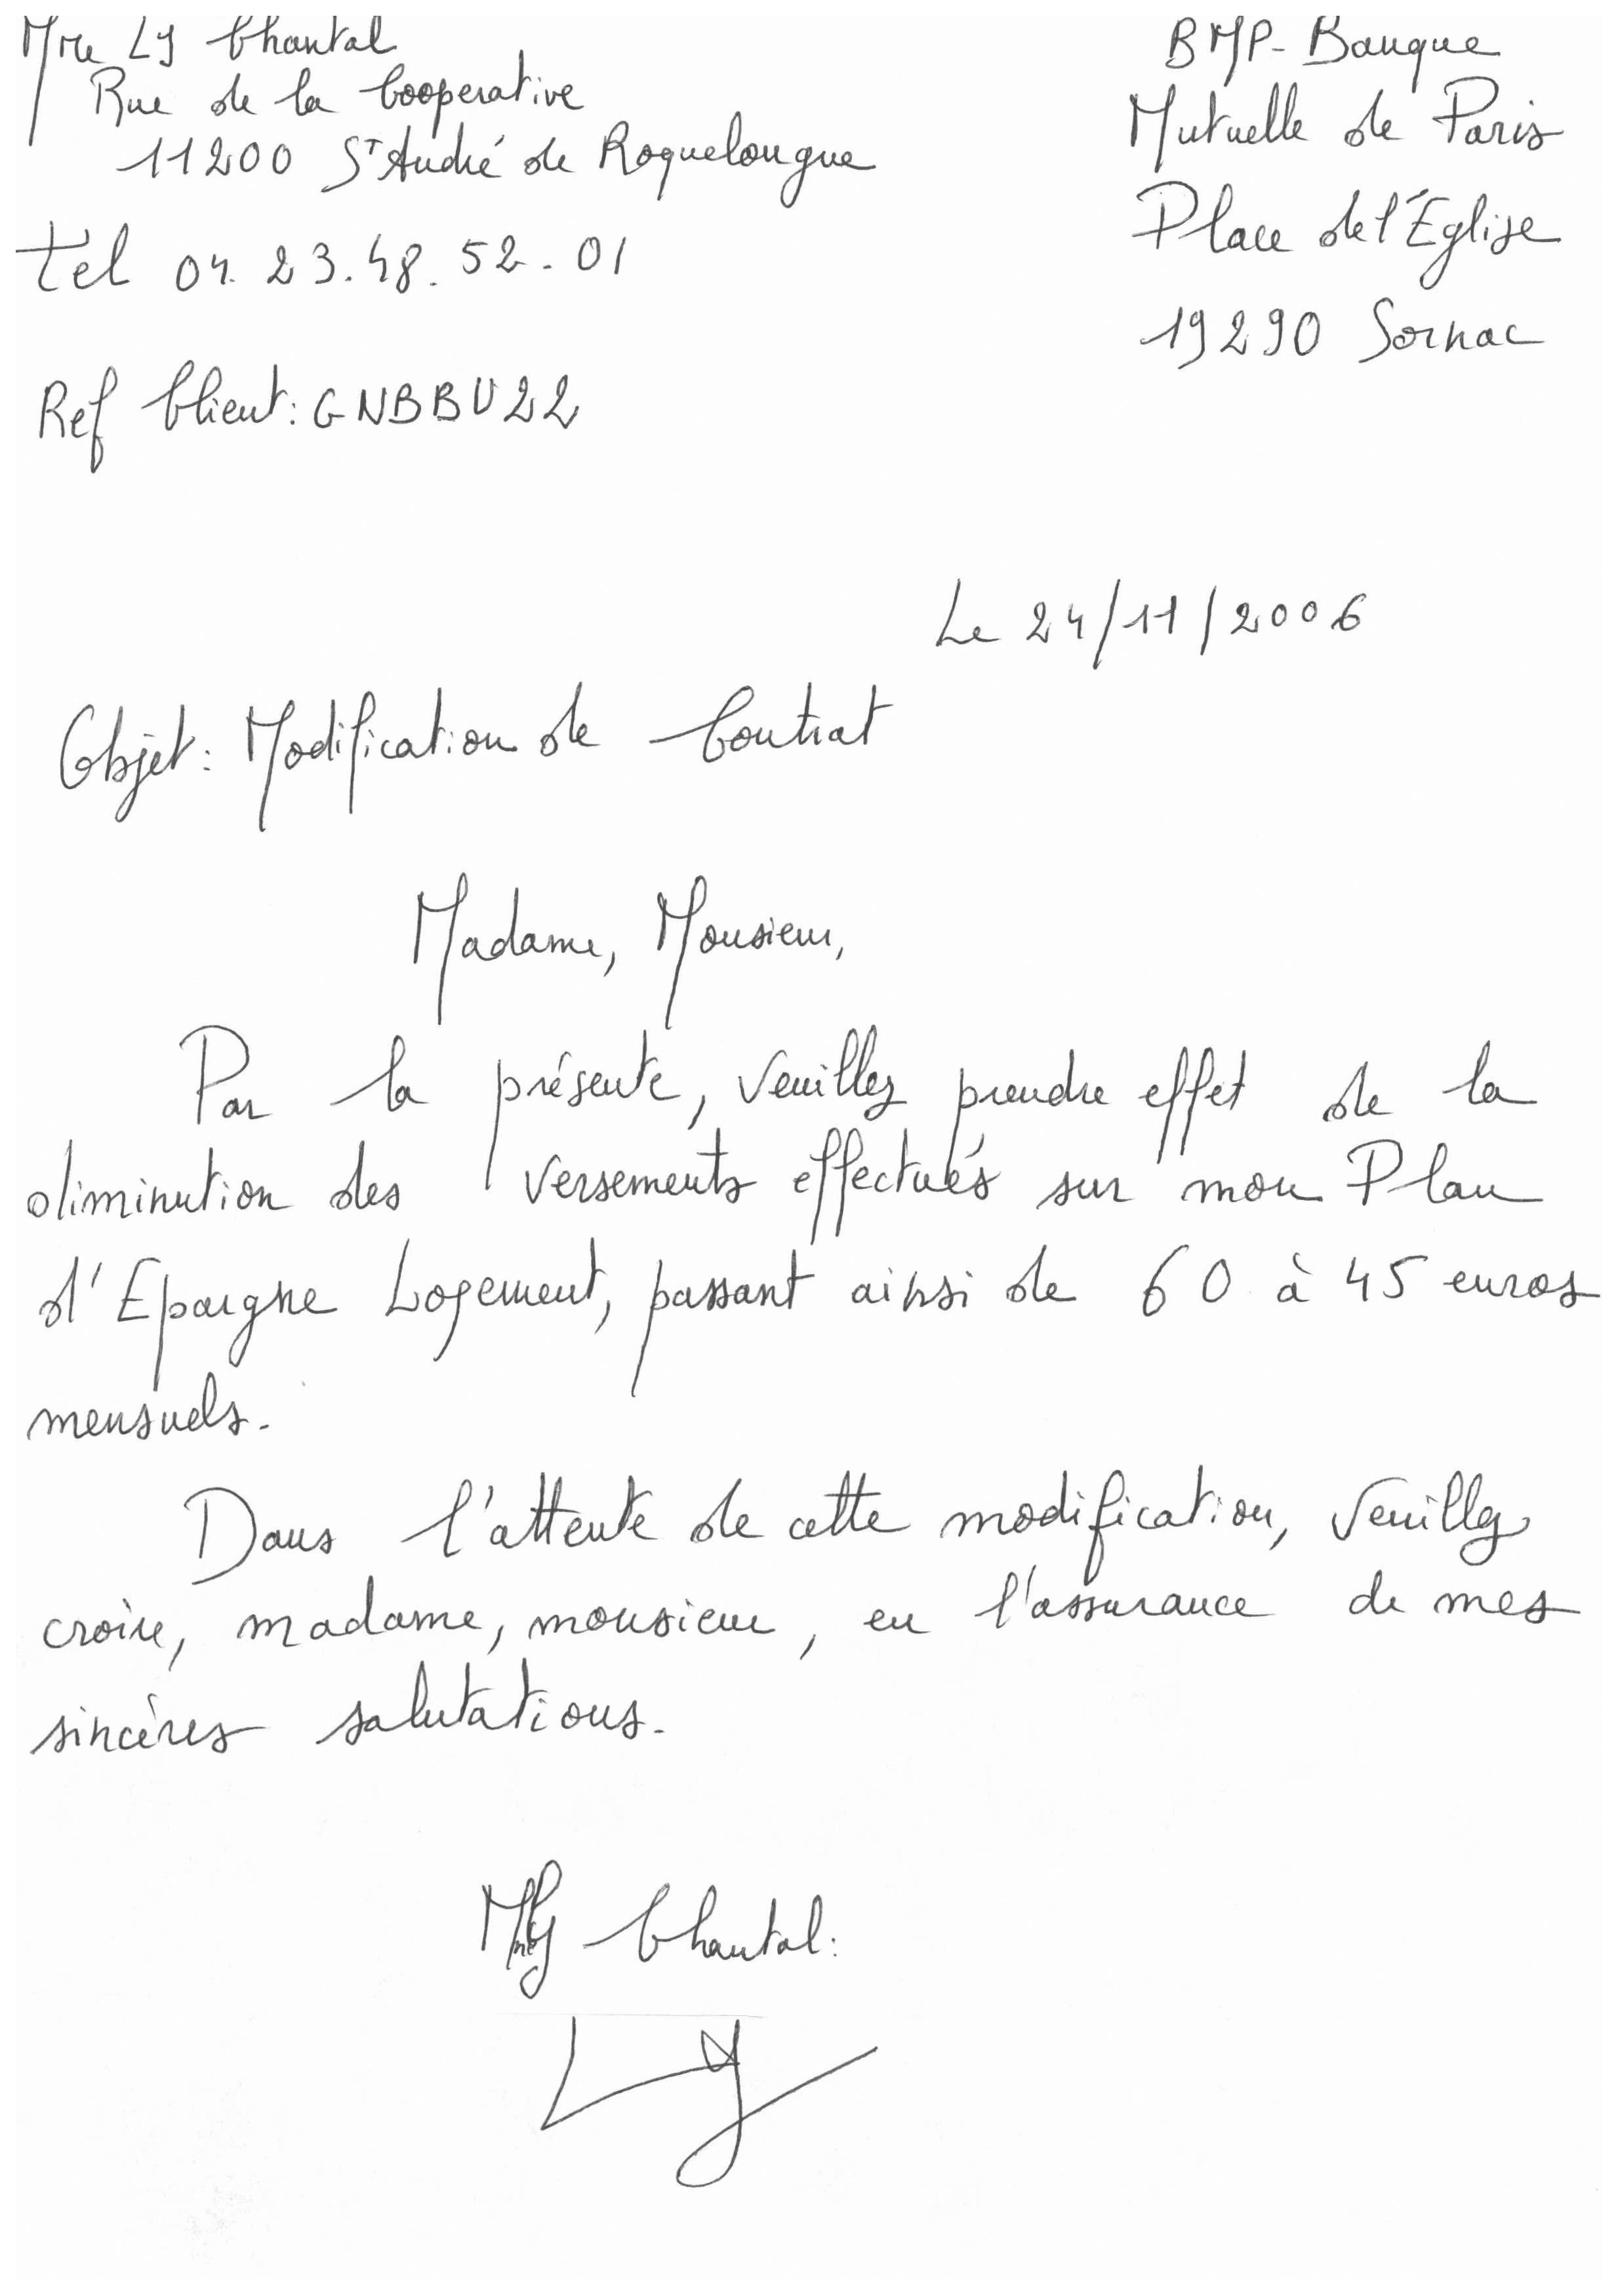 Mme LY Chantal
Rue de la Cooperative
11200 St André de Roquelongue
tel 04.23.48.52.01
Ref Client: GNBBU22
BMP-Banque
Mutuelle de Paris
Place de l'Église
19290 Sornac
Le 24/11/2006
Objet: Modification de Contrat
Madame, Monsieur,
Par la présente, veuillez prendre effet de la
diminution des versements effectués sur mon Plan
d'Epargne Logement, passant ainsi de 60 à 45 euros
mensuels.
Dans l'attente de cette modification, veuillez
croire, madame, monsieur, en l'assurance de mes
sincères salutations.
Mme LY Chantal.
LY